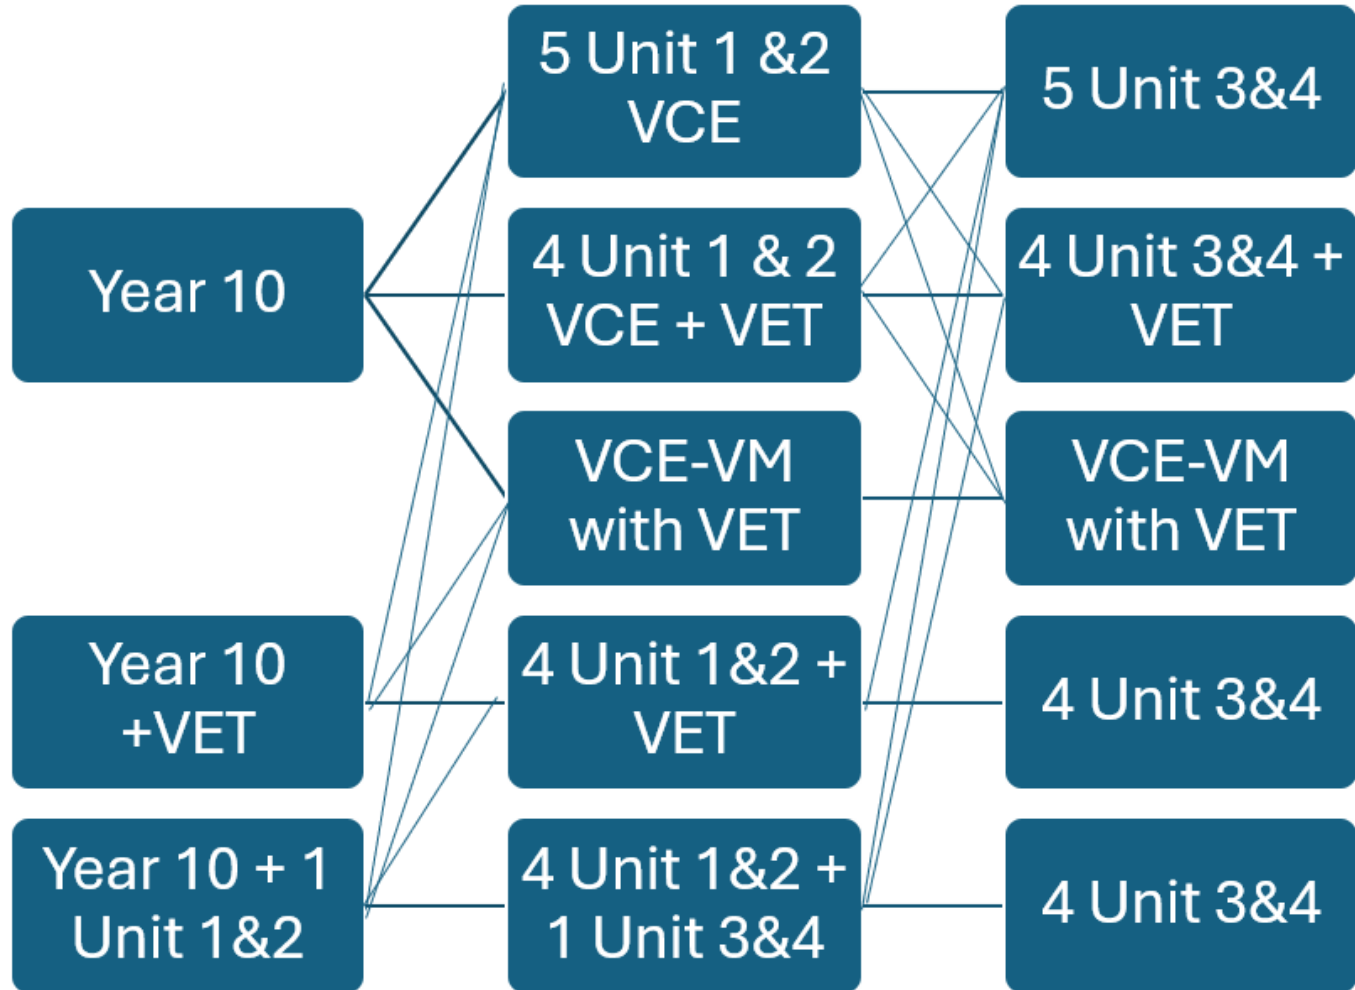 5 Unit 1 &2
VCE
5 Unit 3&4
Year 10
4 Unit 1 & 2
VCE + VET
4 Unit 3&4 +
VET
VCE-VM
with VET
VCE-VM
with VET
Year 10
+VET
4 Unit 1&2 +
VET
4 Unit 3&4
Year 10 + 1
Unit 1&2
4 Unit 1&2 +
1 Unit 3&4
4 Unit 3&4